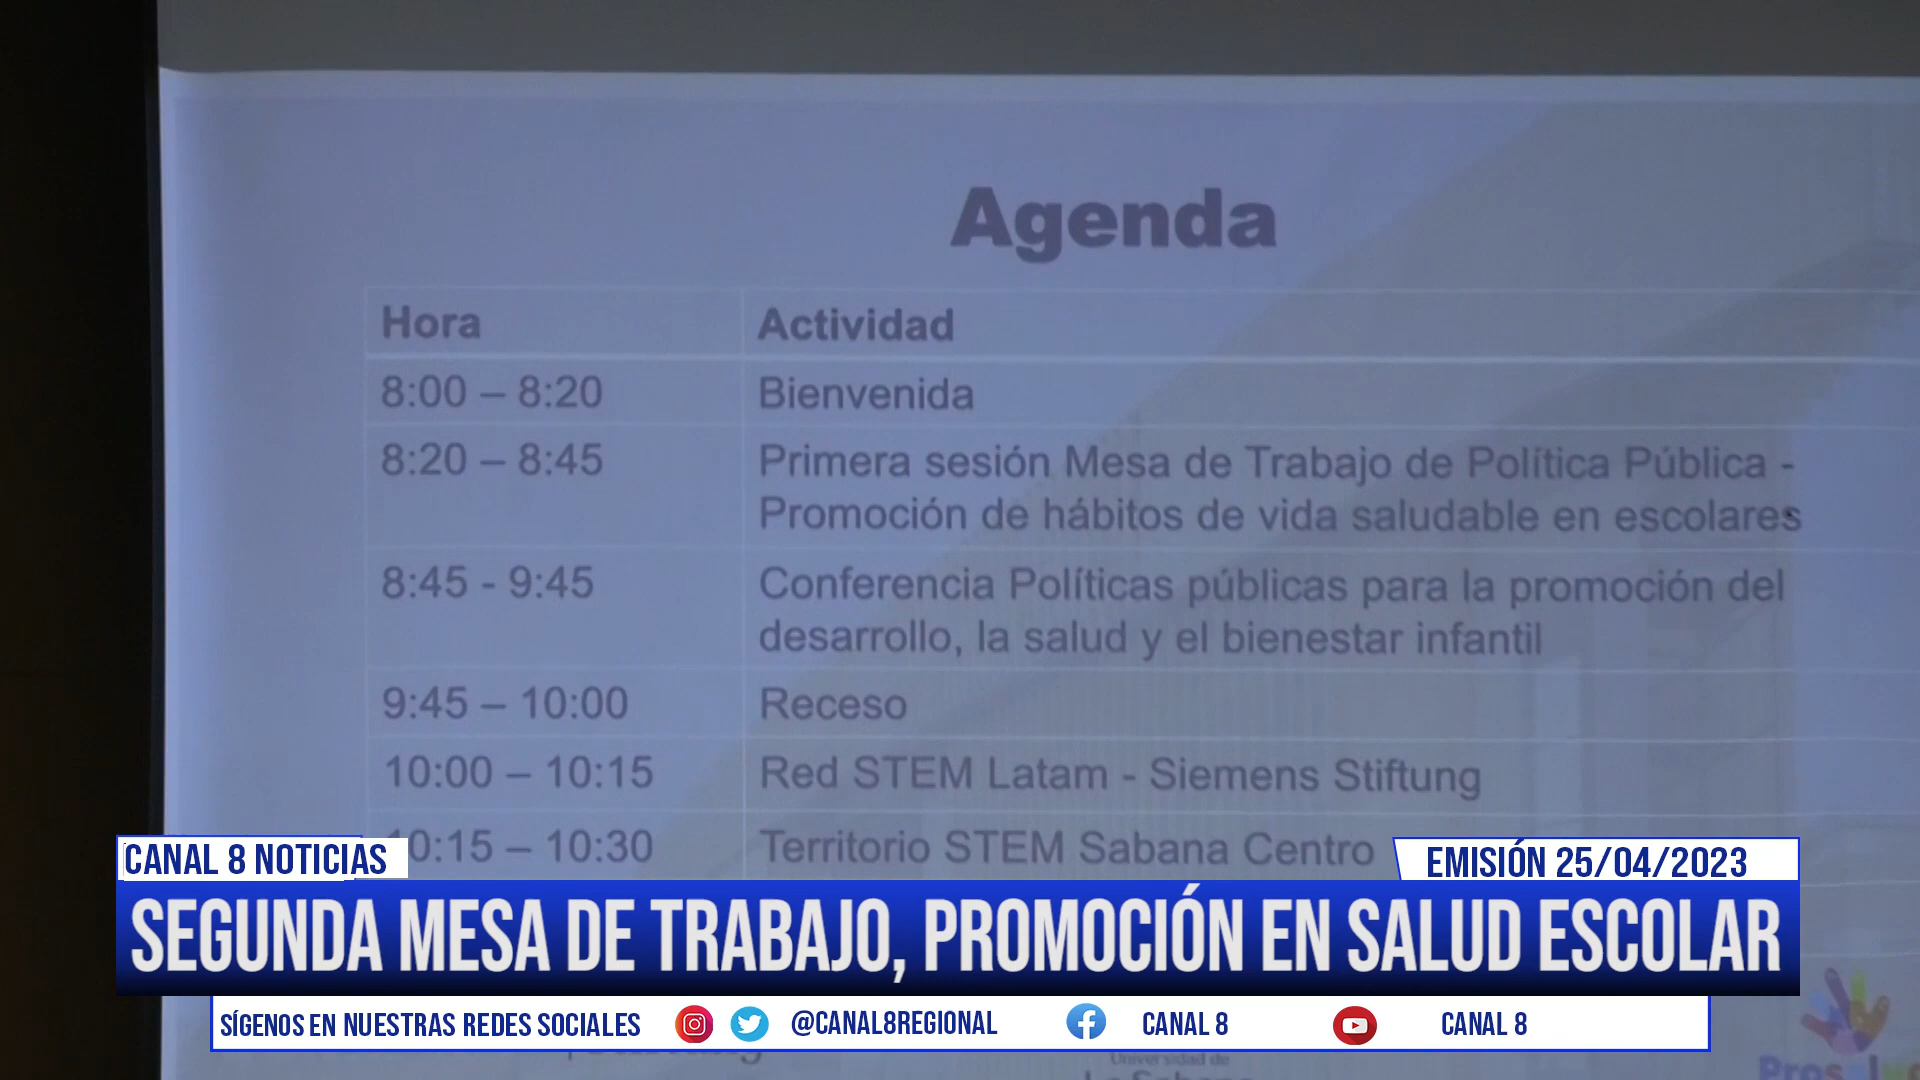 Agenda
Hora Actividad
8:00 – 8:20 Bienvenida
8:20 – 8:45 Primera sesión Mesa de Trabajo de Política Pública -
Promoción de hábitos de vida saludable en escolares
8:45 - 9:45 Conferencia Políticas públicas para la promoción del
desarrollo, la salud y el bienestar infantil
9:45 – 10:00 Receso
10:00 – 10:15 Red STEM Latam - Siemens Stiftung
10:15 – 10:30 Territorio STEM Sabana Centro
CANAL 8 NOTICIAS
EMISIÓN 25/04/2023
SEGUNDA MESA DE TRABAJO, PROMOCIÓN EN SALUD ESCOLAR
SÍGENOS EN NUESTRAS REDES SOCIALES @CANAL8REGIONAL CANAL 8 CANAL 8
Universidad de